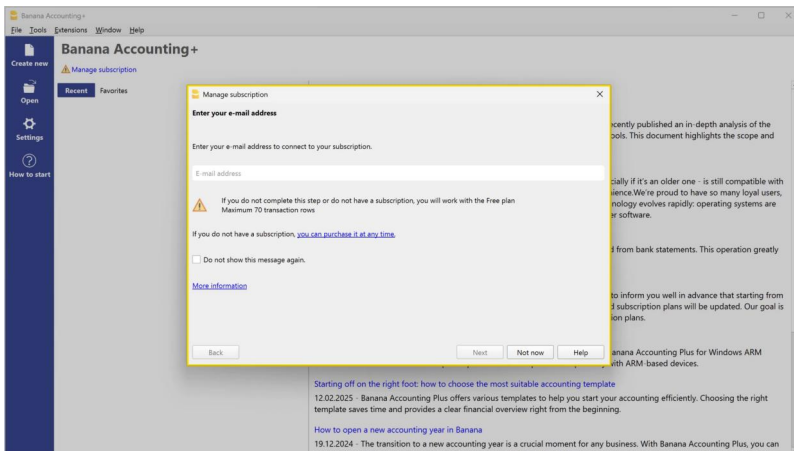 Banana Accounting+
File Tools Extensions Window Help
Create new
Open
Settings
How to start
Banana Accounting+
Manage subscription
Recent Favorites
Manage subscription
Enter your e-mail address
Enter your e-mail address to connect to your subscription.
E-mail address
If you do not complete this step or do not have a subscription, you will work with the Free plan
Maximum 70 transaction rows
If you do not have a subscription, you can purchase it at any time.
Do not show this message again.
More information
Back Next Not now Help
recently published an in-depth analysis of the
This document highlights the scope and
if it's an older one - is still compatible with
We're proud to have so many loyal users,
evolves rapidly: operating systems are
software.
from bank statements. This operation greatly
to inform you well in advance that starting from
subscription plans will be updated. Our goal is
plans.
Banana Accounting Plus for Windows ARM
with ARM-based devices.
Starting off on the right foot: how to choose the most suitable accounting template
12.02.2025 - Banana Accounting Plus offers various templates to help you start your accounting efficiently. Choosing the right
template saves time and provides a clear financial overview right from the beginning.
How to open a new accounting year in Banana
19.12.2024 - The transition to a new accounting year is a crucial moment for any business. With Banana Accounting Plus, you can